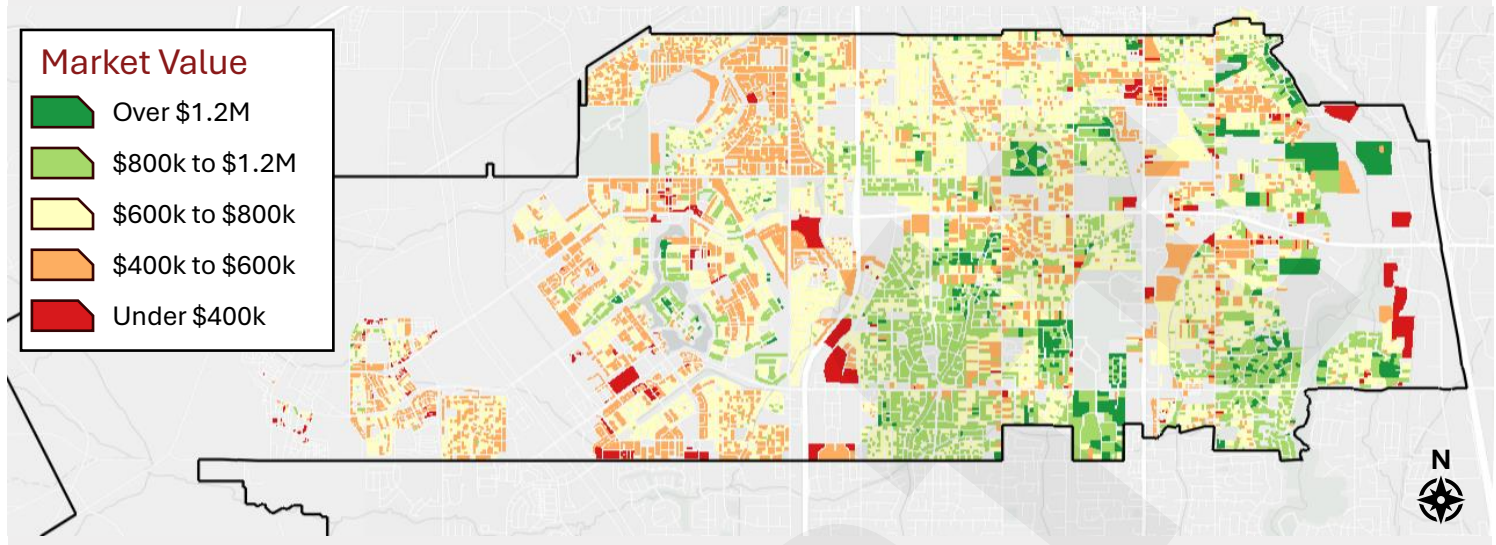 Market Value
Over $1.2M
$800k to $1.2M
$600k to $800k
$400k to $600k
Under $400k
N